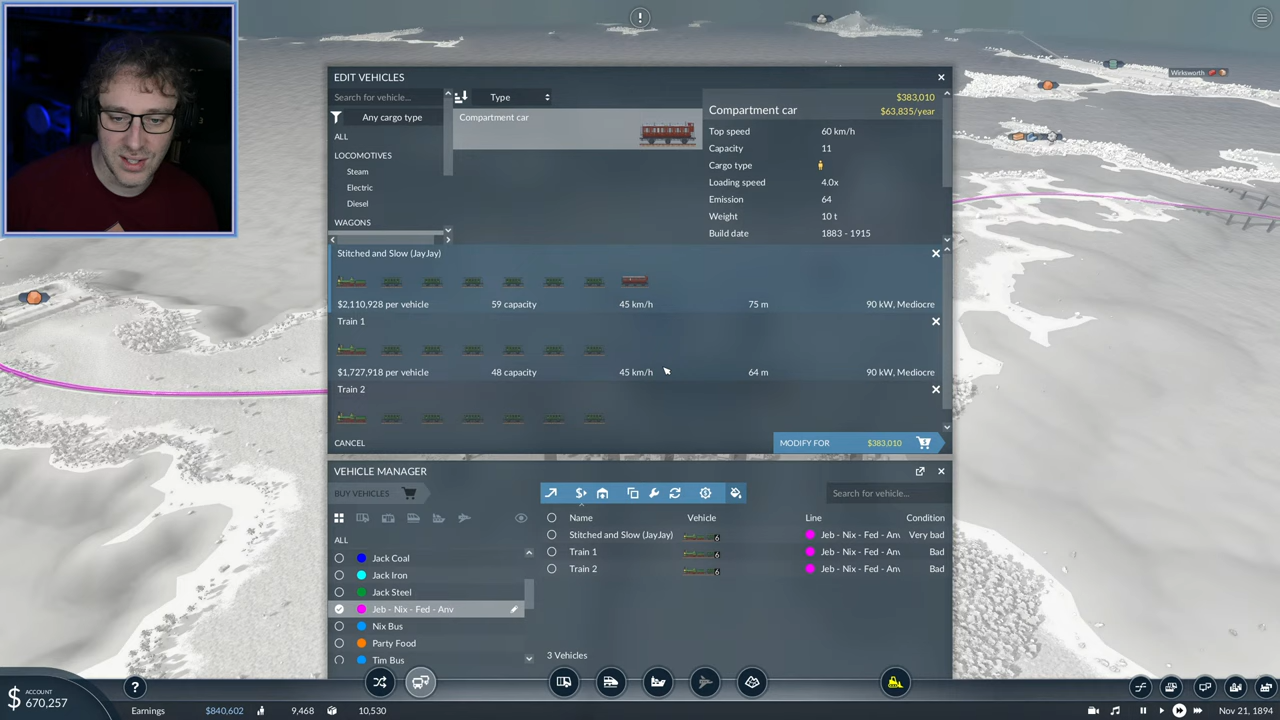 !
Wirksworth
EDIT VEHICLES
Search for vehicle...
Type
Any cargo type
ALL
LOCOMOTIVES
Steam
Electric
Diesel
WAGONS
Compartment car
$383,010
Compartment car
$63,835/year
Top speed 60 km/h
Capacity 11
Cargo type
Loading speed 4.0x
Emission 64
Weight 10 t
Build date 1883 - 1915
Stitched and Slow (JayJay)
$2,110,928 per vehicle 59 capacity 45 km/h 75 m 90 kW, Mediocre
Train 1
$1,727,918 per vehicle 48 capacity 45 km/h 64 m 90 kW, Mediocre
Train 2
CANCEL
MODIFY FOR $383,010
VEHICLE MANAGER
BUY VEHICLES
Search for vehicle...
ALL
Jack Coal
Jack Iron
Jack Steel
Jeb - Nix - Fed - Anv
Nix Bus
Party Food
Tim Bus
Name Vehicle Line Condition
Stitched and Slow (JayJay) 6 Jeb - Nix - Fed - Anv Very bad
Train 1 6 Jeb - Nix - Fed - Anv Bad
Train 2 6 Jeb - Nix - Fed - Anv Bad
3 Vehicles
$ ACCOUNT
670,257
?
Earnings $840,602 9,468 10,530
Nov 21, 1894